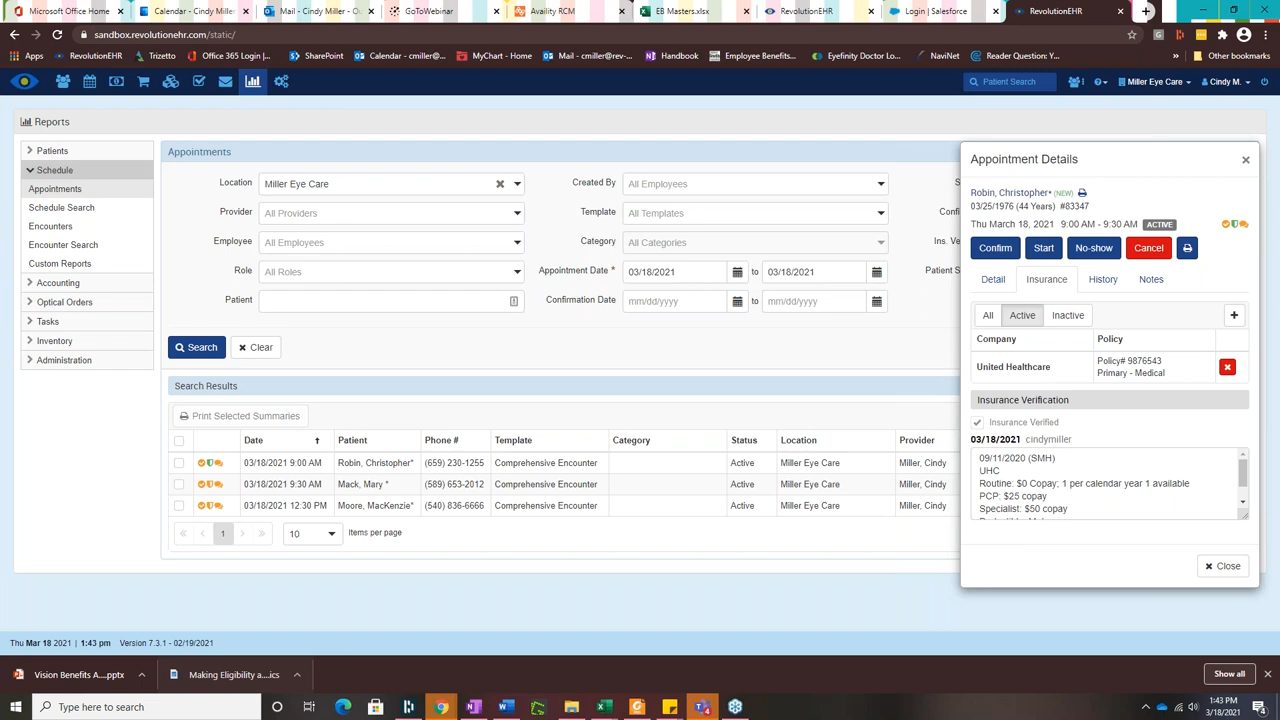 Microsoft Office Home
Calendar - Cindy Miller
Mail - Cindy Miller - Ou
GoToWebinar
Availity RCM
EB Masters.xlsx
RevolutionEHR
Login | Salesforce
RevolutionEHR
sandbox.revolutionehr.com/static/
Apps
RevolutionEHR
Trizetto
Office 365 Login
SharePoint
Calendar - cmiller@...
MyChart - Home
Mail - cmiller@rev-...
Handbook
Employee Benefits...
Eyefinity Doctor Lo...
NaviNet
Reader Question: Y...
Other bookmarks
Patient Search
Miller Eye Care
Cindy M.
Reports
Patients
Schedule
Appointments
Schedule Search
Encounters
Encounter Search
Custom Reports
Accounting
Optical Orders
Tasks
Inventory
Administration
Appointments
Location
Miller Eye Care
Provider
All Providers
Employee
All Employees
Role
All Roles
Patient
Created By
All Employees
Template
All Templates
Category
All Categories
Appointment Date *
03/18/2021
to
03/18/2021
Confirmation Date
mm/dd/yyyy
to
mm/dd/yyyy
S
Confi
Ins. Ve
Patient S
Search
Clear
Search Results
Print Selected Summaries
Date Patient Phone # Template Category Status Location Provider
03/18/2021 9:00 AM Robin, Christopher* (659) 230-1255 Comprehensive Encounter Active Miller Eye Care Miller, Cindy
03/18/2021 9:30 AM Mack, Mary * (589) 653-2012 Comprehensive Encounter Active Miller Eye Care Miller, Cindy
03/18/2021 12:30 PM Moore, MacKenzie* (540) 836-6666 Comprehensive Encounter Active Miller Eye Care Miller, Cindy
1
10
Items per page
Appointment Details
Robin, Christopher* (NEW)
03/25/1976 (44 Years) #83347
Thu March 18, 2021 9:00 AM - 9:30 AM ACTIVE
Confirm
Start
No-show
Cancel
Detail
Insurance
History
Notes
All
Active
Inactive
Company
Policy
United Healthcare
Policy# 9876543
Primary - Medical
Insurance Verification
Insurance Verified
03/18/2021 cindymiller
09/11/2020 (SMH)
UHC
Routine: $0 Copay; 1 per calendar year 1 available
PCP: $25 copay
Specialist: $50 copay
Close
Thu Mar 18 2021 | 1:43 pm Version 7.3.1 - 02/19/2021
Vision Benefits A....pptx
Making Eligibility a....ics
Show all
Type here to search
1:43 PM
3/18/2021